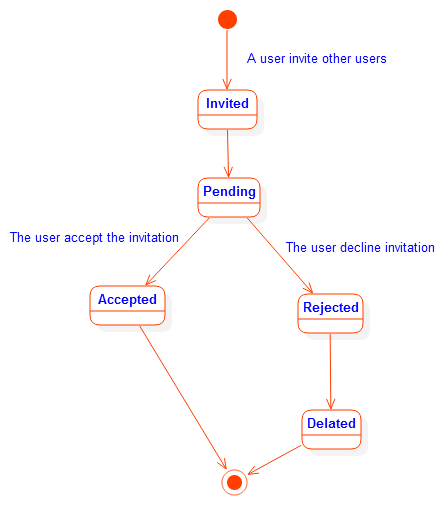 A user invite other users
Invited
Pending
The user accept the invitation
The user decline invitation
Accepted
Rejected
Delated